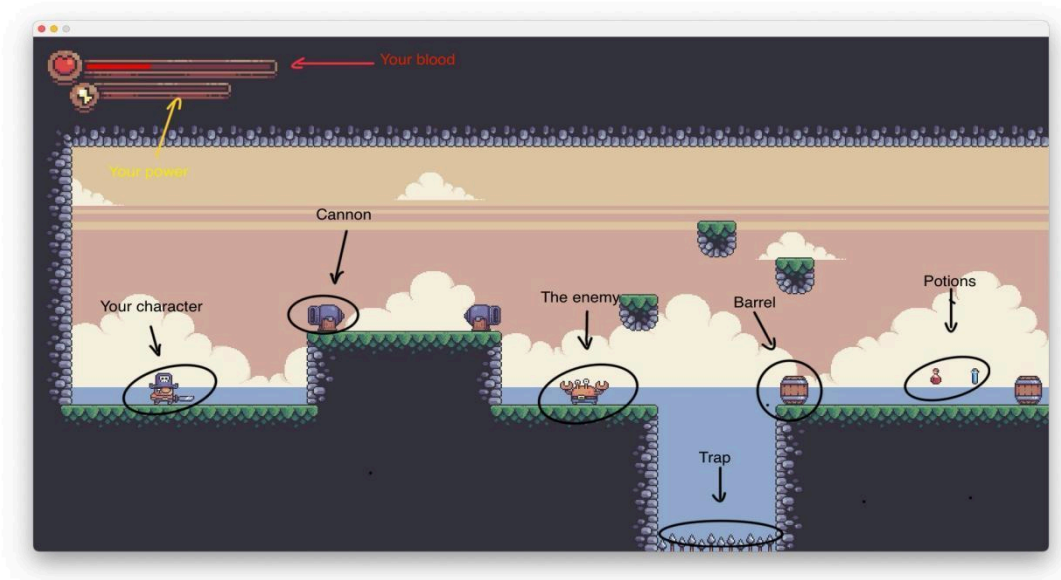 Your blood
Your power
Cannon
Your character
The enemy
Barrel
Potions
Trap